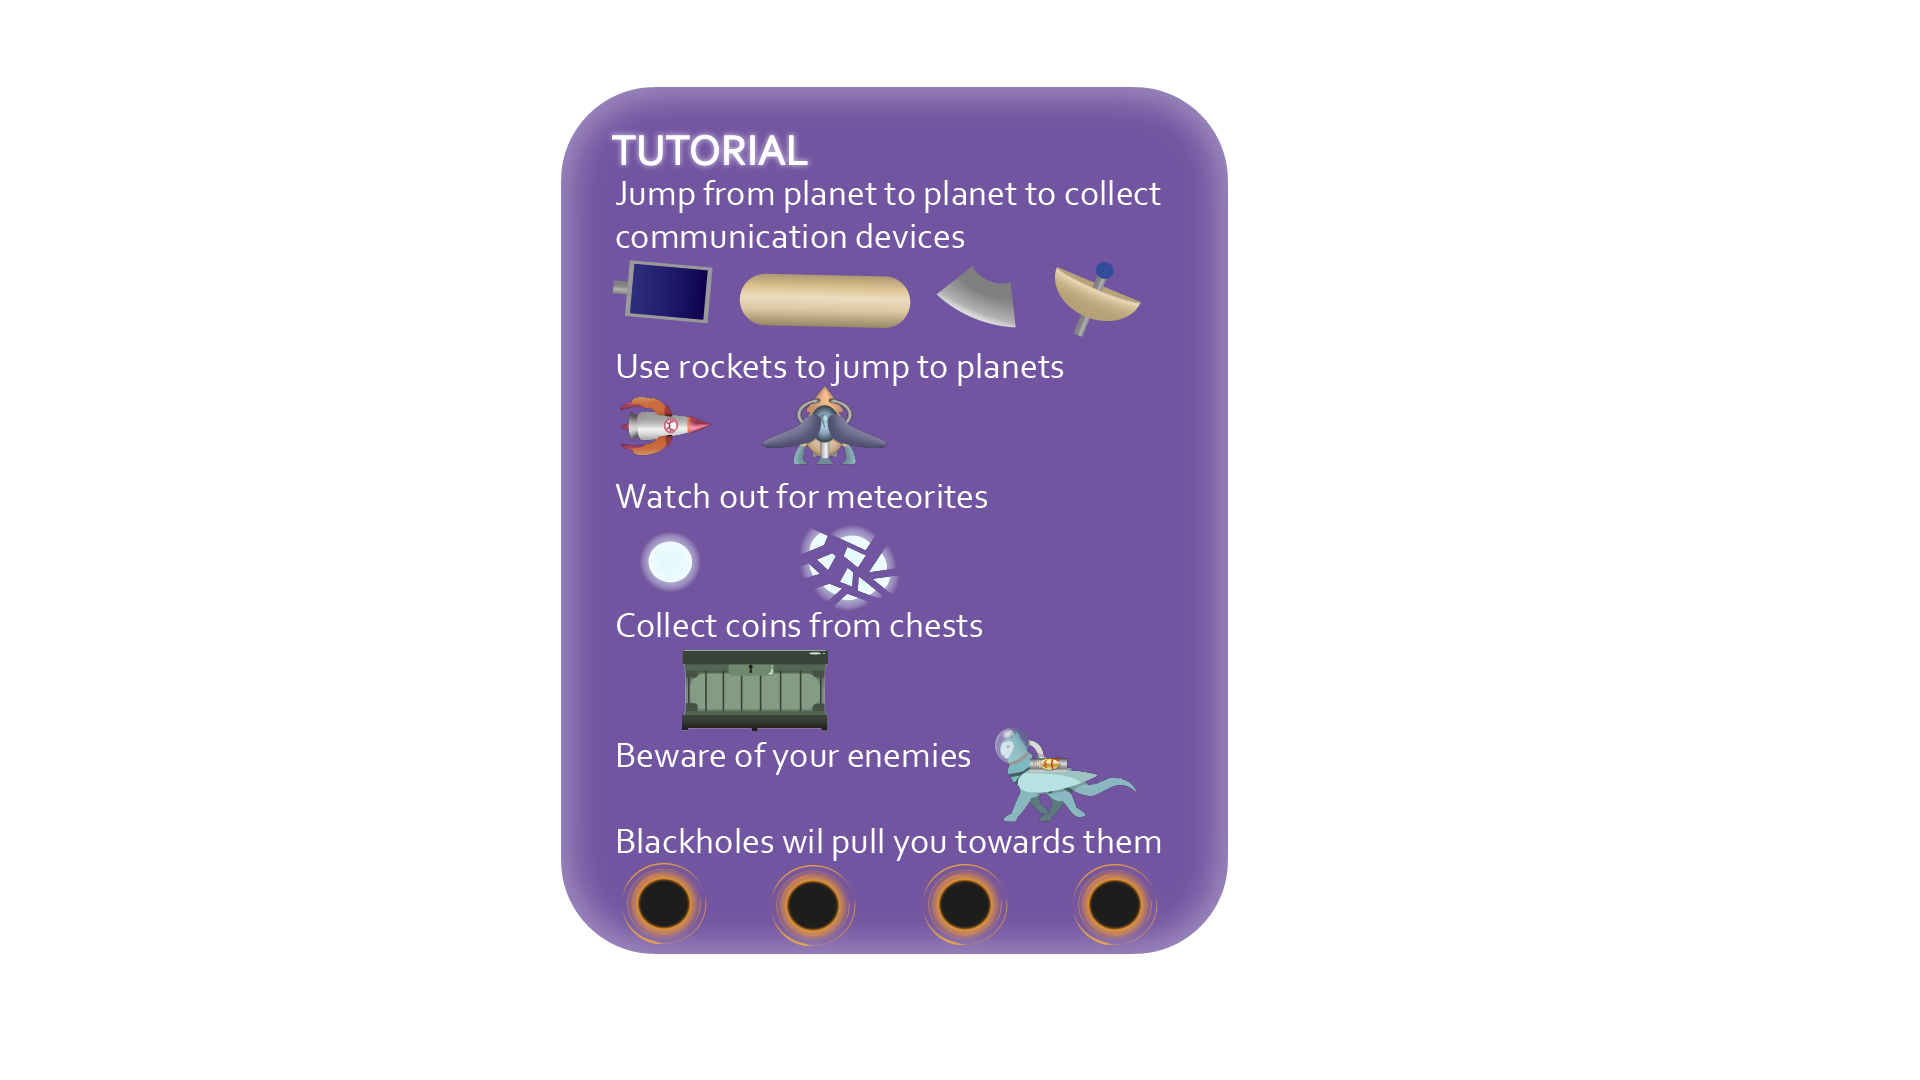 TUTORIAL
Jump from planet to planet to collect
communication devices
Use rockets to jump to planets
Watch out for meteorites
Collect coins from chests
Beware of your enemies
Blackholes wil pull you towards them